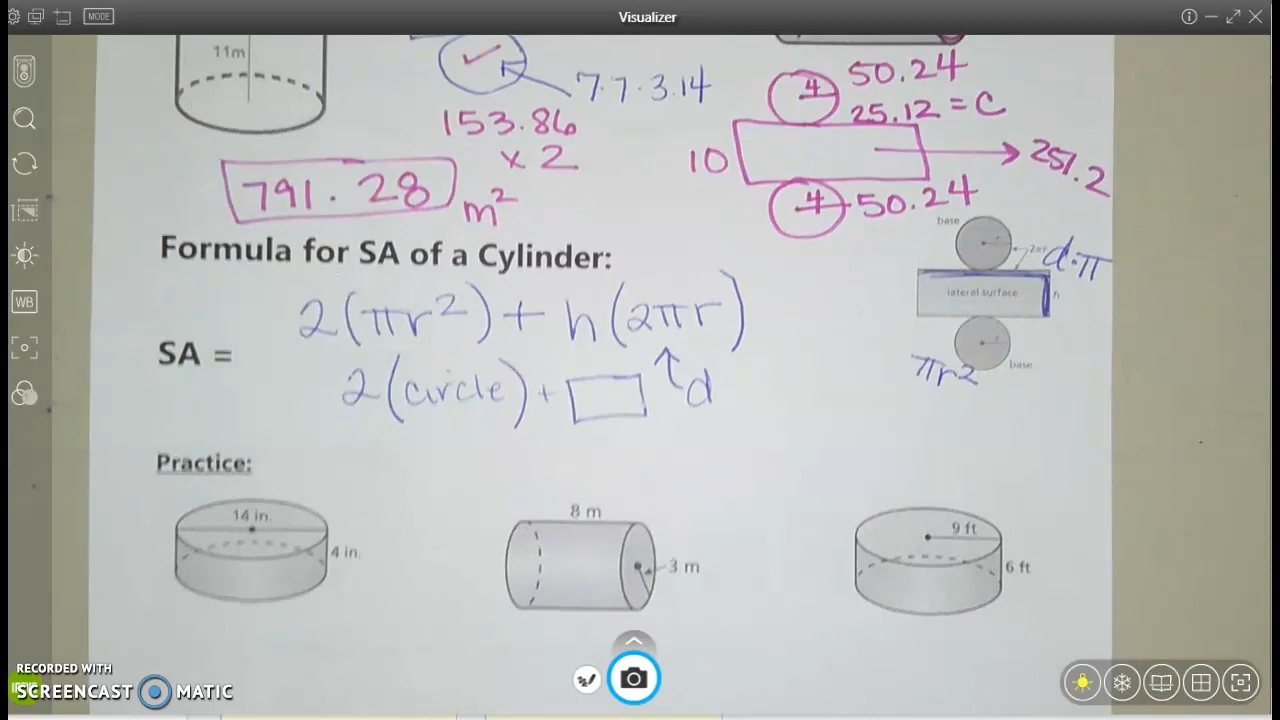 MODE
Visualizer
11m
7.7.3.14
153.86
x 2
791.28 m²
4 50.24
25.12 = C
10
251.2
4 50.24
Formula for SA of a Cylinder:
SA =
2(πr²) + h(2πr)
2(circle) + d
base
2πr
d.π
lateral surface
h
base
πr²
Practice:
14 in.
4 in.
8 m
3 m
9 ft
6 ft
WB
RECORDED WITH
SCREENCAST MATIC